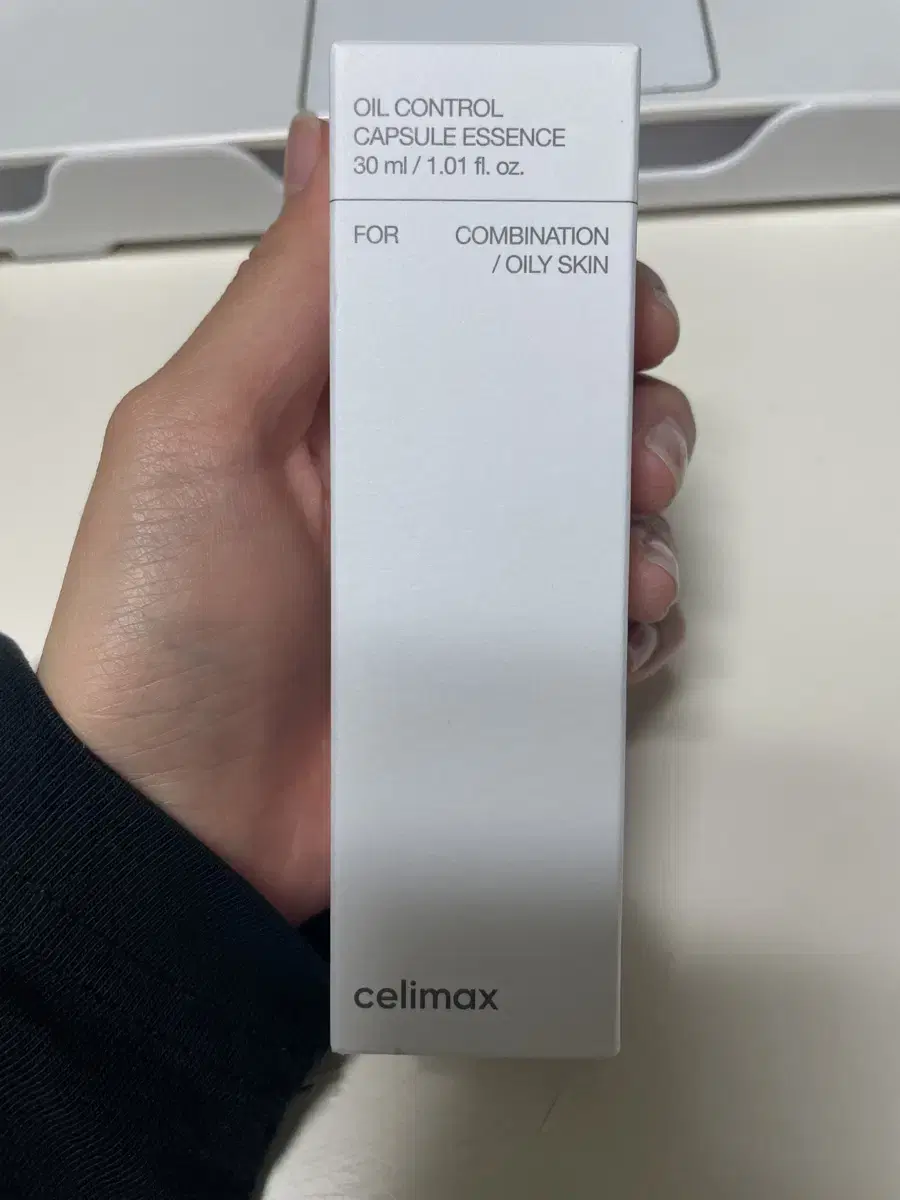 OIL CONTROL
CAPSULE ESSENCE
30 ml / 1.01 fl. oz.
FOR COMBINATION
/ OILY SKIN
celimax